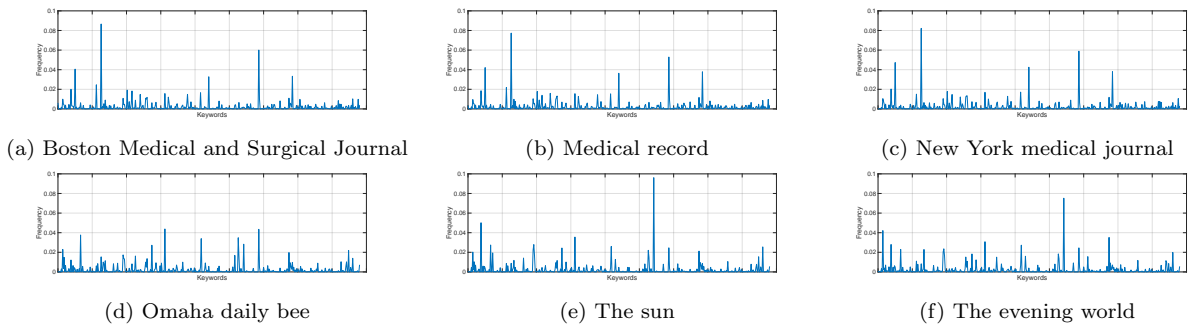 0.1
0.08
0.06
0.04
0.02
0
Frequency
Keywords
(a) Boston Medical and Surgical Journal
0.1
0.08
0.06
0.04
0.02
0
Frequency
Keywords
(b) Medical record
0.1
0.08
0.06
0.04
0.02
0
Frequency
Keywords
(c) New York medical journal
0.1
0.08
0.06
0.04
0.02
0
Frequency
Keywords
(d) Omaha daily bee
0.1
0.08
0.06
0.04
0.02
0
Frequency
Keywords
(e) The sun
0.1
0.08
0.06
0.04
0.02
0
Frequency
Keywords
(f) The evening world